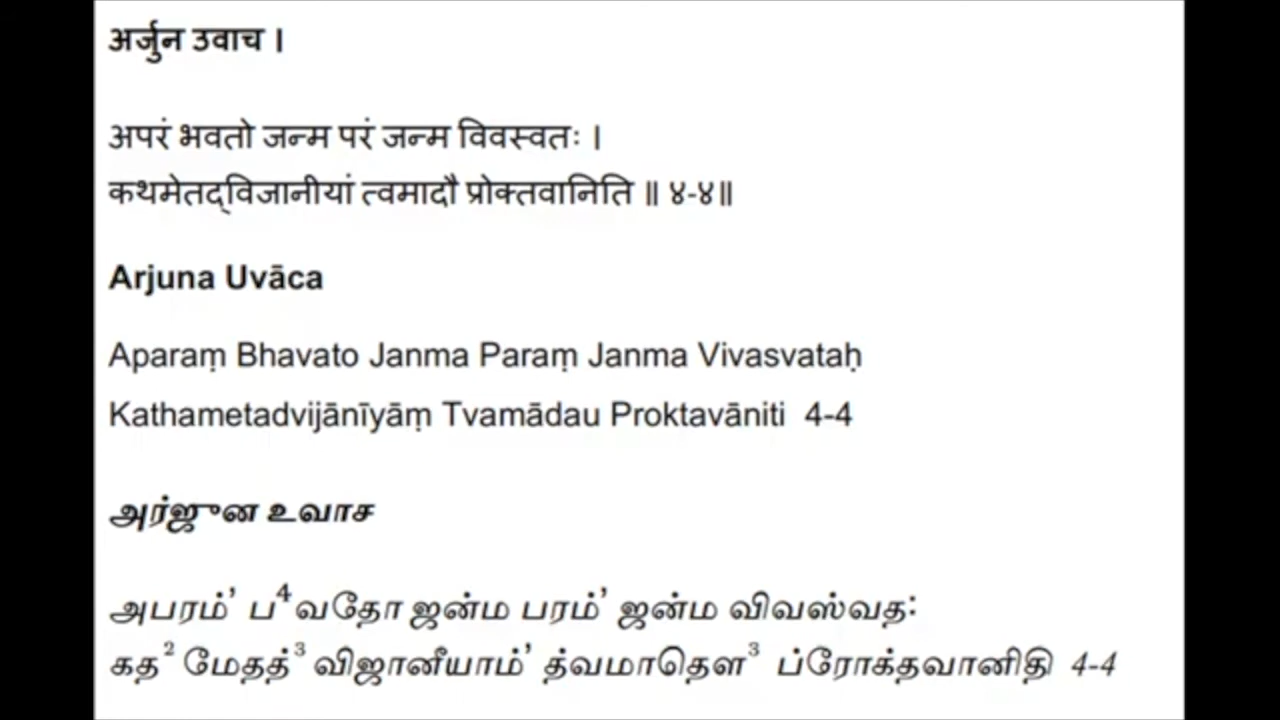 अर्जुन उवाच ।
अपरं भवतो जन्म परं जन्म विवस्वतः ।
कथमेतद्‌विजानीयां त्वमादौ प्रोक्तवानिति ॥ ४-४॥
Arjuna Uvāca
Aparaṃ Bhavato Janma Paraṃ Janma Vivasvataḥ
Kathametadvijānīyāṃ Tvamādau Proktavāniti 4-4
அர்ஜுன உவாச
அபரம்ʼ ப⁴வதோ ஜன்ம பரம்ʼ ஜன்ம விவஸ்வத꞉
கத² மேதத்³ விஜானீயாம்ʼ த்வமாதௌ³ ப்ரோக்தவானிதி 4-4